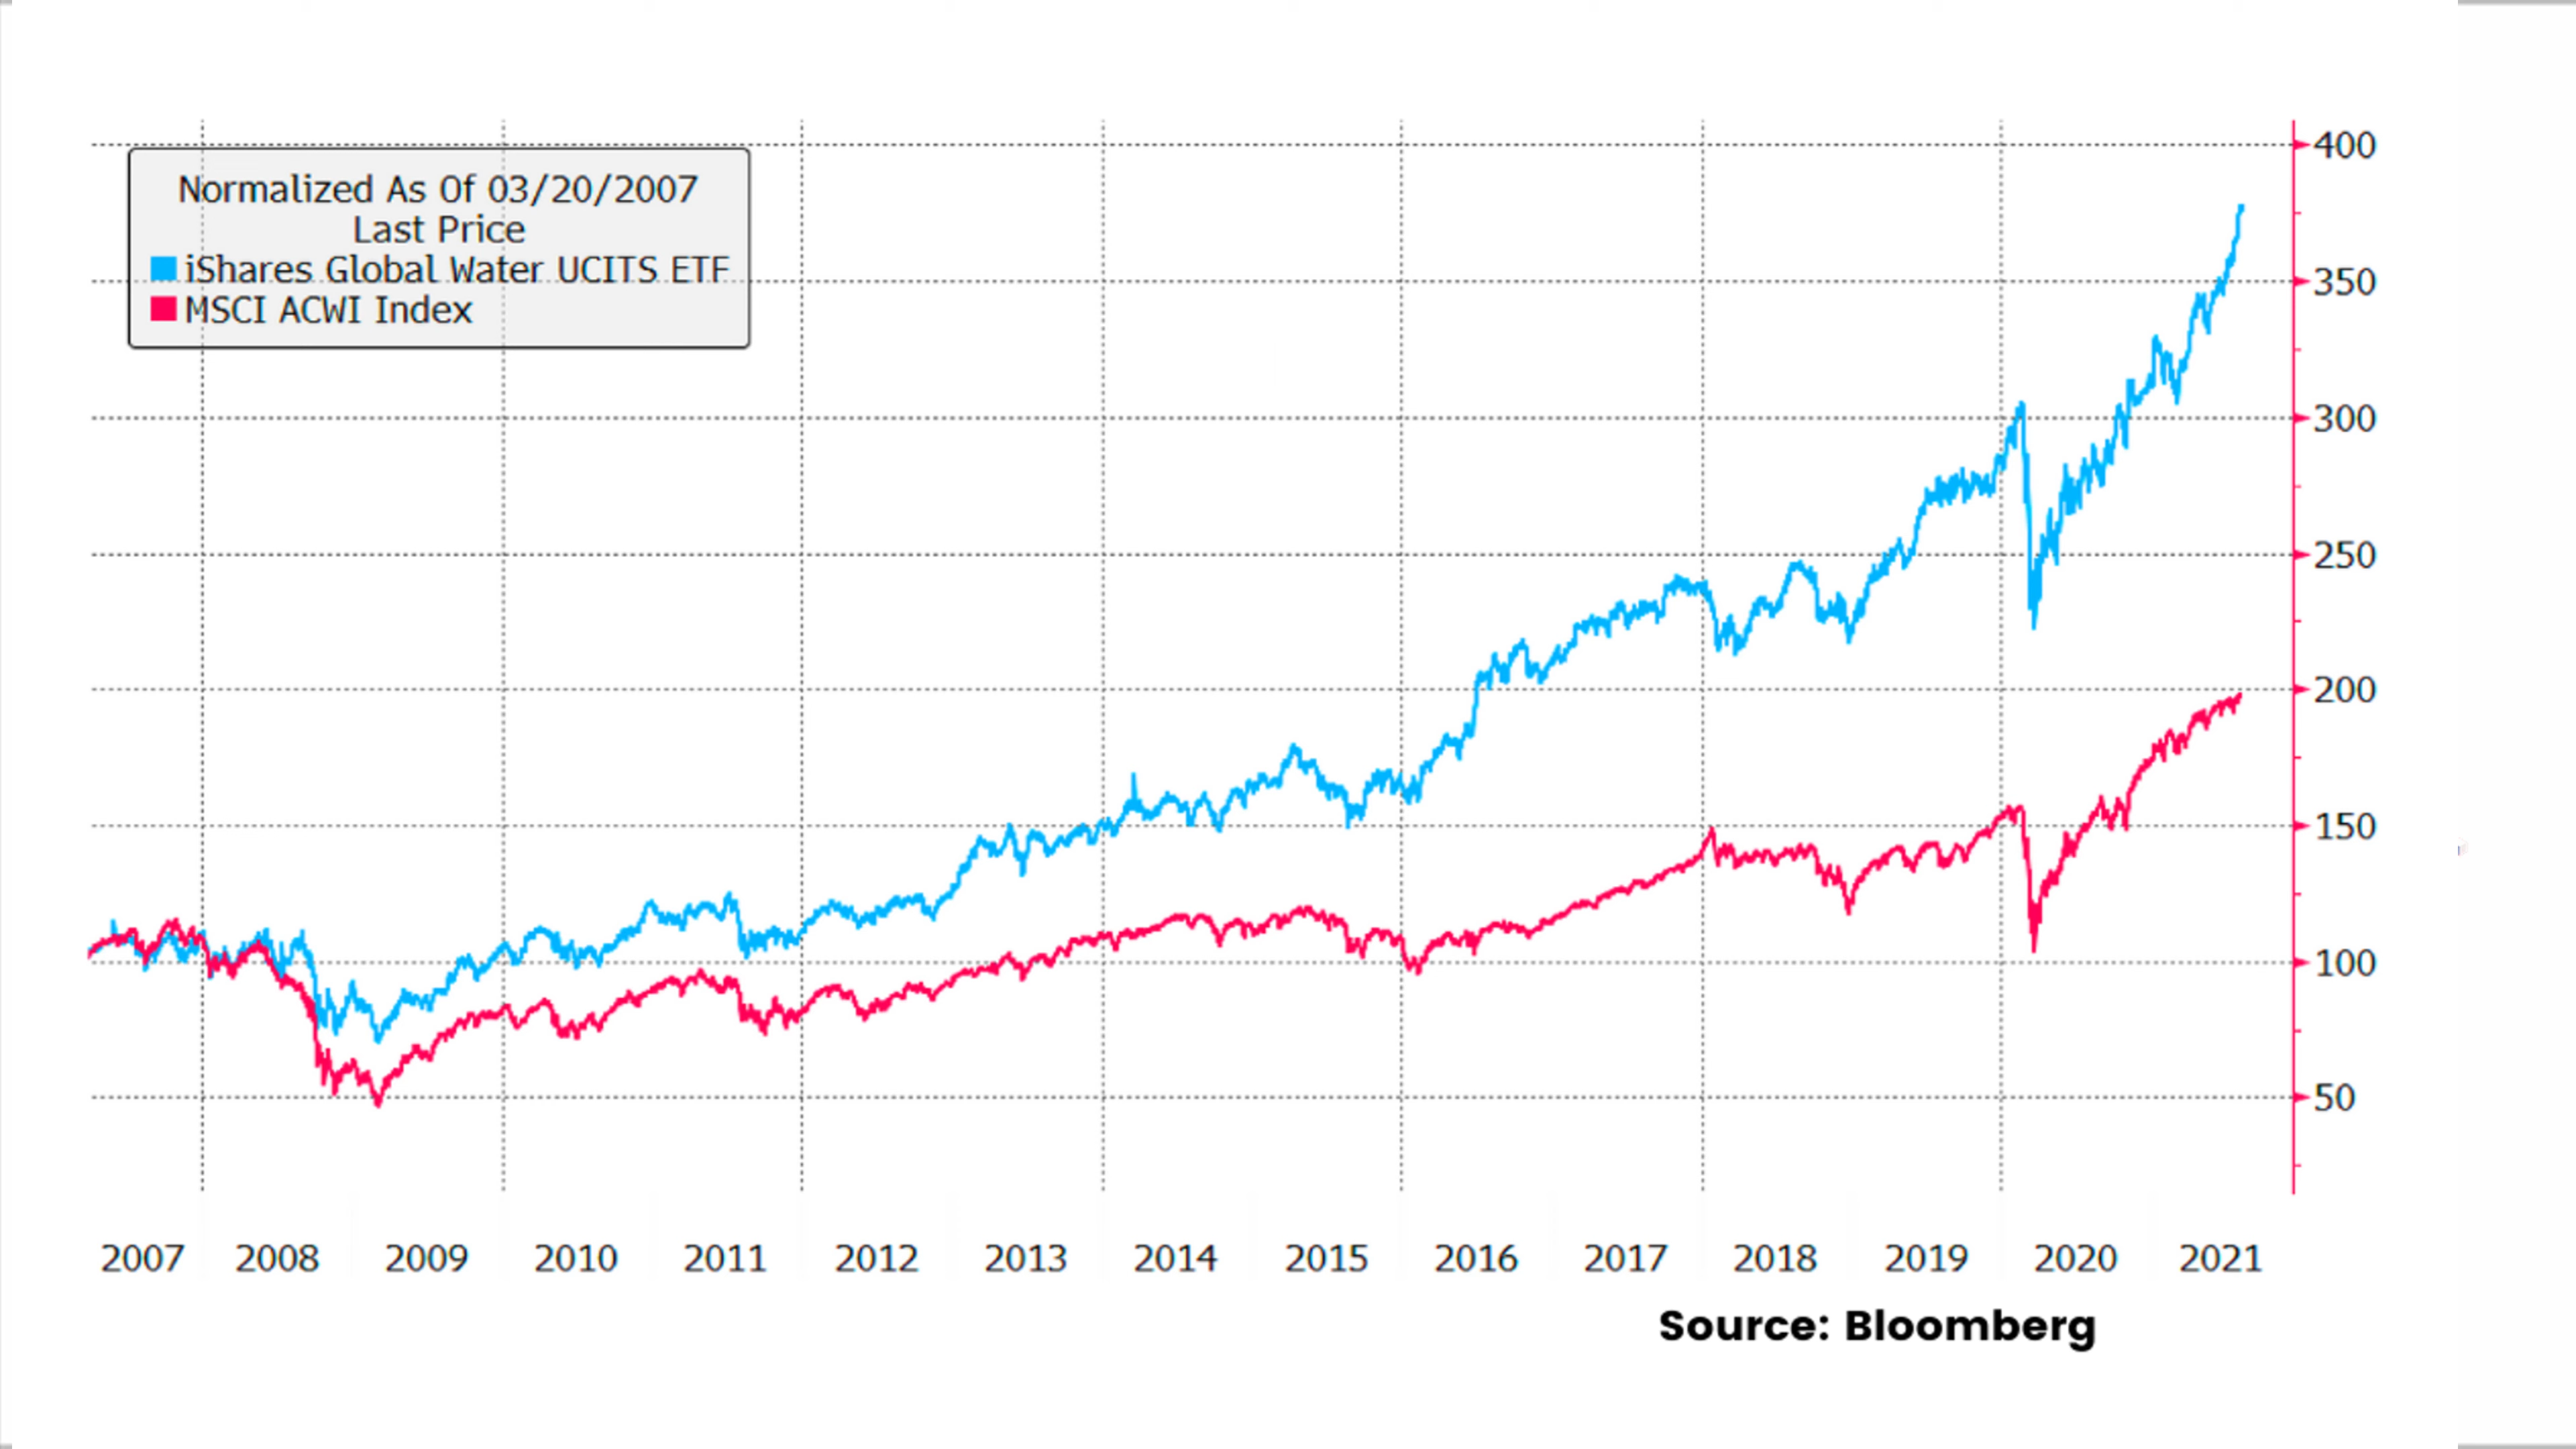 Normalized As Of 03/20/2007
Last Price
iShares Global Water UCITS ETF
MSCI ACWI Index
400
350
300
250
200
150
100
50
2007 2008 2009 2010 2011 2012 2013 2014 2015 2016 2017 2018 2019 2020 2021
Source: Bloomberg